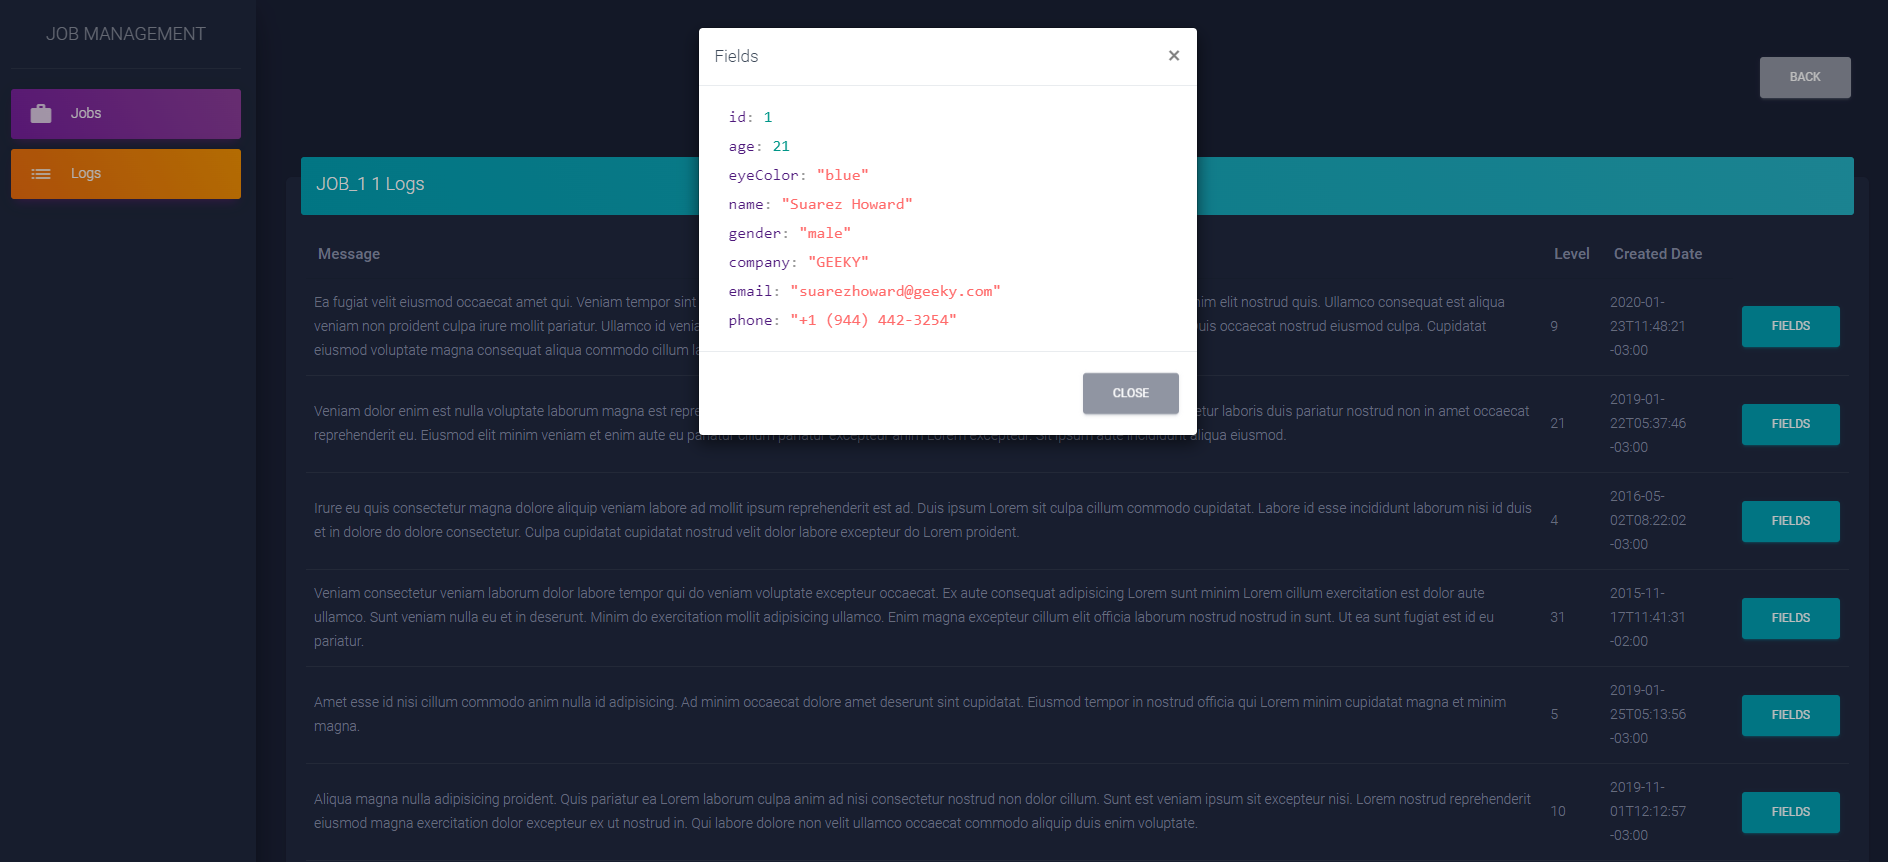 JOB MANAGEMENT
Jobs
Logs
BACK
Fields
×
id: 1
age: 21
eyeColor: "blue"
name: "Suarez Howard"
gender: "male"
company: "GEEKY"
email: "suarezhoward@geeky.com"
phone: "+1 (944) 442-3254"
CLOSE
JOB_1 1 Logs
Message Level Created Date
Ea fugiat velit eiusmod occaecat amet qui. Veniam tempor sint nim elit nostrud quis. Ullamco consequat est aliqua
veniam non proident culpa irure mollit pariatur. Ullamco id uis occaecat nostrud eiusmod culpa. Cupidatat
eiusmod voluptate magna consequat aliqua commodo cillum
9
2020-01-
23T11:48:21
-03:00
FIELDS
Veniam dolor enim est nulla voluptate laborum magna est etur laboris duis pariatur nostrud non in amet occaecat
reprehenderit eu. Eiusmod elit minim veniam et enim aute eu pariatur cillum pariatur excepteur anim Lorem excepteur. Sit ipsum aute incididunt aliqua eiusmod.
21
2019-01-
22T05:37:46
-03:00
FIELDS
Irure eu quis consectetur magna dolore aliquip veniam labore ad mollit ipsum reprehenderit est ad. Duis ipsum Lorem sit culpa cillum commodo cupidatat. Labore id esse incididunt laborum nisi id duis
et in dolore do dolore consectetur. Culpa cupidatat cupidatat nostrud velit dolor labore excepteur do Lorem proident.
4
2016-05-
02T08:22:02
-03:00
FIELDS
Veniam consectetur veniam laborum dolor labore tempor qui do veniam voluptate excepteur occaecat. Ex aute consequat adipisicing Lorem sunt minim Lorem cillum exercitation est dolor aute
ullamco. Sunt veniam nulla eu et in deserunt. Minim do exercitation mollit adipisicing ullamco. Enim magna excepteur cillum elit officia laborum nostrud nostrud in sunt. Ut ea sunt fugiat est id eu
pariatur.
31
2015-11-
17T11:41:31
-02:00
FIELDS
Amet esse id nisi cillum commodo anim nulla id adipisicing. Ad minim occaecat dolore amet deserunt sint cupidatat. Eiusmod tempor in nostrud officia qui Lorem minim cupidatat magna et minim
magna.
5
2019-01-
25T05:13:56
-03:00
FIELDS
Aliqua magna nulla adipisicing proident. Quis pariatur ea Lorem laborum culpa anim ad nisi consectetur nostrud non dolor cillum. Sunt est veniam ipsum sit excepteur nisi. Lorem nostrud reprehenderit
eiusmod magna exercitation dolor excepteur ex ut nostrud in. Qui labore dolore non velit ullamco occaecat commodo aliquip duis enim voluptate.
10
2019-11-
01T12:12:57
-03:00
FIELDS